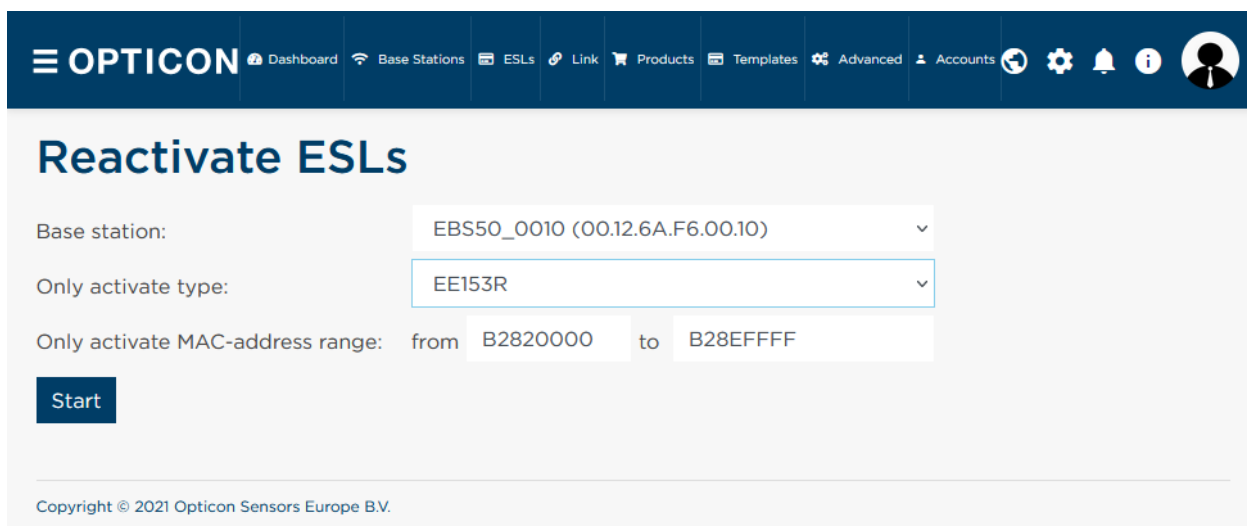 OPTICON Dashboard Base Stations ESLs Link Products Templates Advanced Accounts
Reactivate ESLs
Base station: EBS50_0010 (00.12.6A.F6.00.10)
Only activate type: EE153R
Only activate MAC-address range: from B2820000 to B28EFFFF
Start
Copyright © 2021 Opticon Sensors Europe B.V.